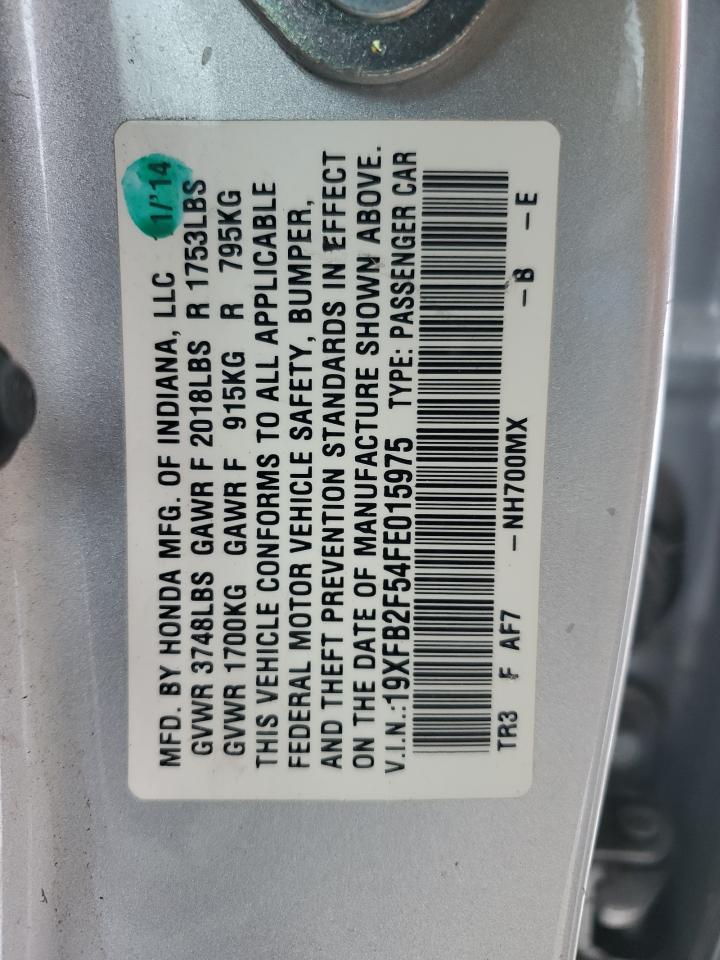 MFD. BY HONDA MFG. OF INDIANA, LLC 1/'14
GVWR 3748LBS GAWR F 2018LBS R 1753LBS
GVWR 1700KG GAWR F 915KG R 795KG
THIS VEHICLE CONFORMS TO ALL APPLICABLE
FEDERAL MOTOR VEHICLE SAFETY, BUMPER,
AND THEFT PREVENTION STANDARDS IN EFFECT
ON THE DATE OF MANUFACTURE SHOWN ABOVE.
V.I.N.:19XFB2F54FE015975 TYPE: PASSENGER CAR
TR3 F AF7 -NH700MX -B -E